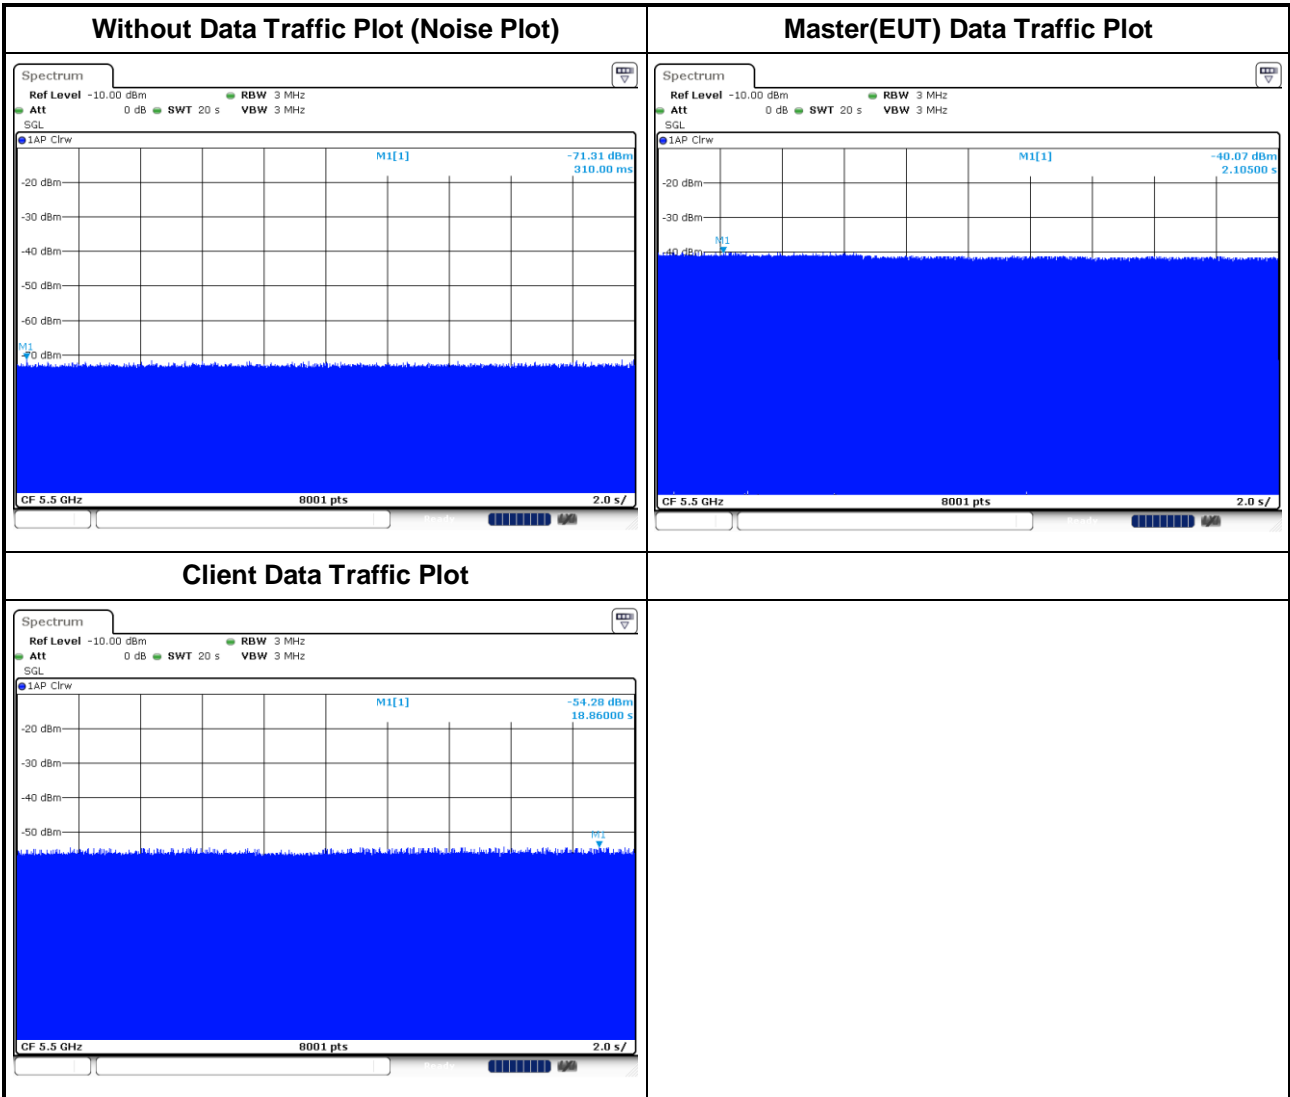 Without Data Traffic Plot (Noise Plot)
Spectrum
Ref Level -10.00 dBm RBW 3 MHz
Att 0 dB SWT 20 s VBW 3 MHz
SGL
1AP Clrw
M1[1] -71.31 dBm
310.00 ms
-20 dBm
-30 dBm
-40 dBm
-50 dBm
-60 dBm
M1
-70 dBm
CF 5.5 GHz 8001 pts 2.0 s/
Ready
Master(EUT) Data Traffic Plot
Spectrum
Ref Level -10.00 dBm RBW 3 MHz
Att 0 dB SWT 20 s VBW 3 MHz
SGL
1AP Clrw
M1[1] -40.07 dBm
2.10500 s
-20 dBm
-30 dBm
M1
-40 dBm
CF 5.5 GHz 8001 pts 2.0 s/
Ready
Client Data Traffic Plot
Spectrum
Ref Level -10.00 dBm RBW 3 MHz
Att 0 dB SWT 20 s VBW 3 MHz
SGL
1AP Clrw
M1[1] -54.28 dBm
18.86000 s
-20 dBm
-30 dBm
-40 dBm
-50 dBm
M1
CF 5.5 GHz 8001 pts 2.0 s/
Ready